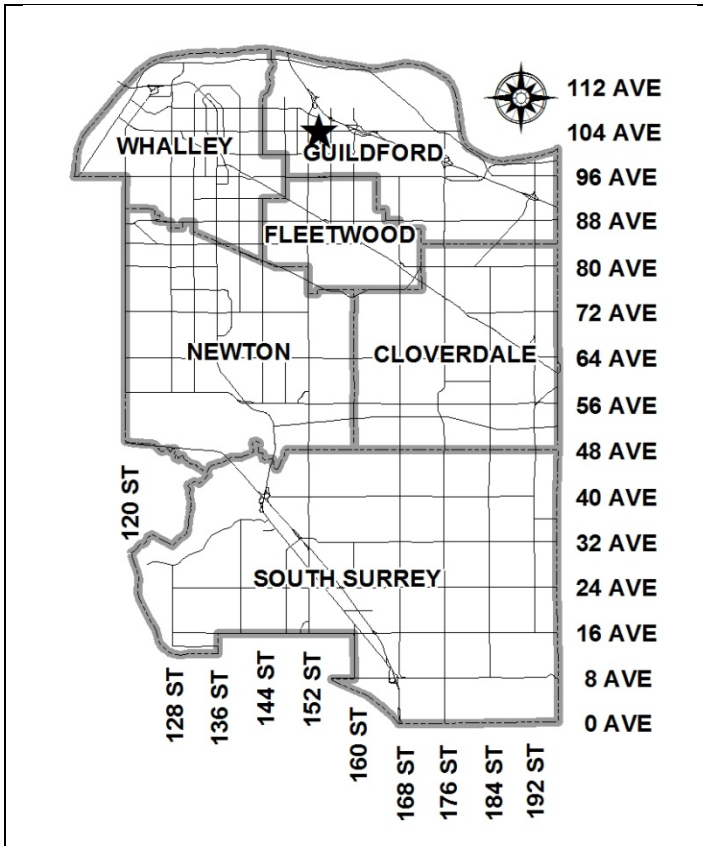 112 AVE
104 AVE
WHALLEY
GUILDFORD
96 AVE
88 AVE
FLEETWOOD
80 AVE
72 AVE
NEWTON
CLOVERDALE
64 AVE
56 AVE
48 AVE
120 ST
40 AVE
32 AVE
SOUTH SURREY
24 AVE
16 AVE
8 AVE
0 AVE
128 ST
136 ST
144 ST
152 ST
160 ST
168 ST
176 ST
184 ST
192 ST